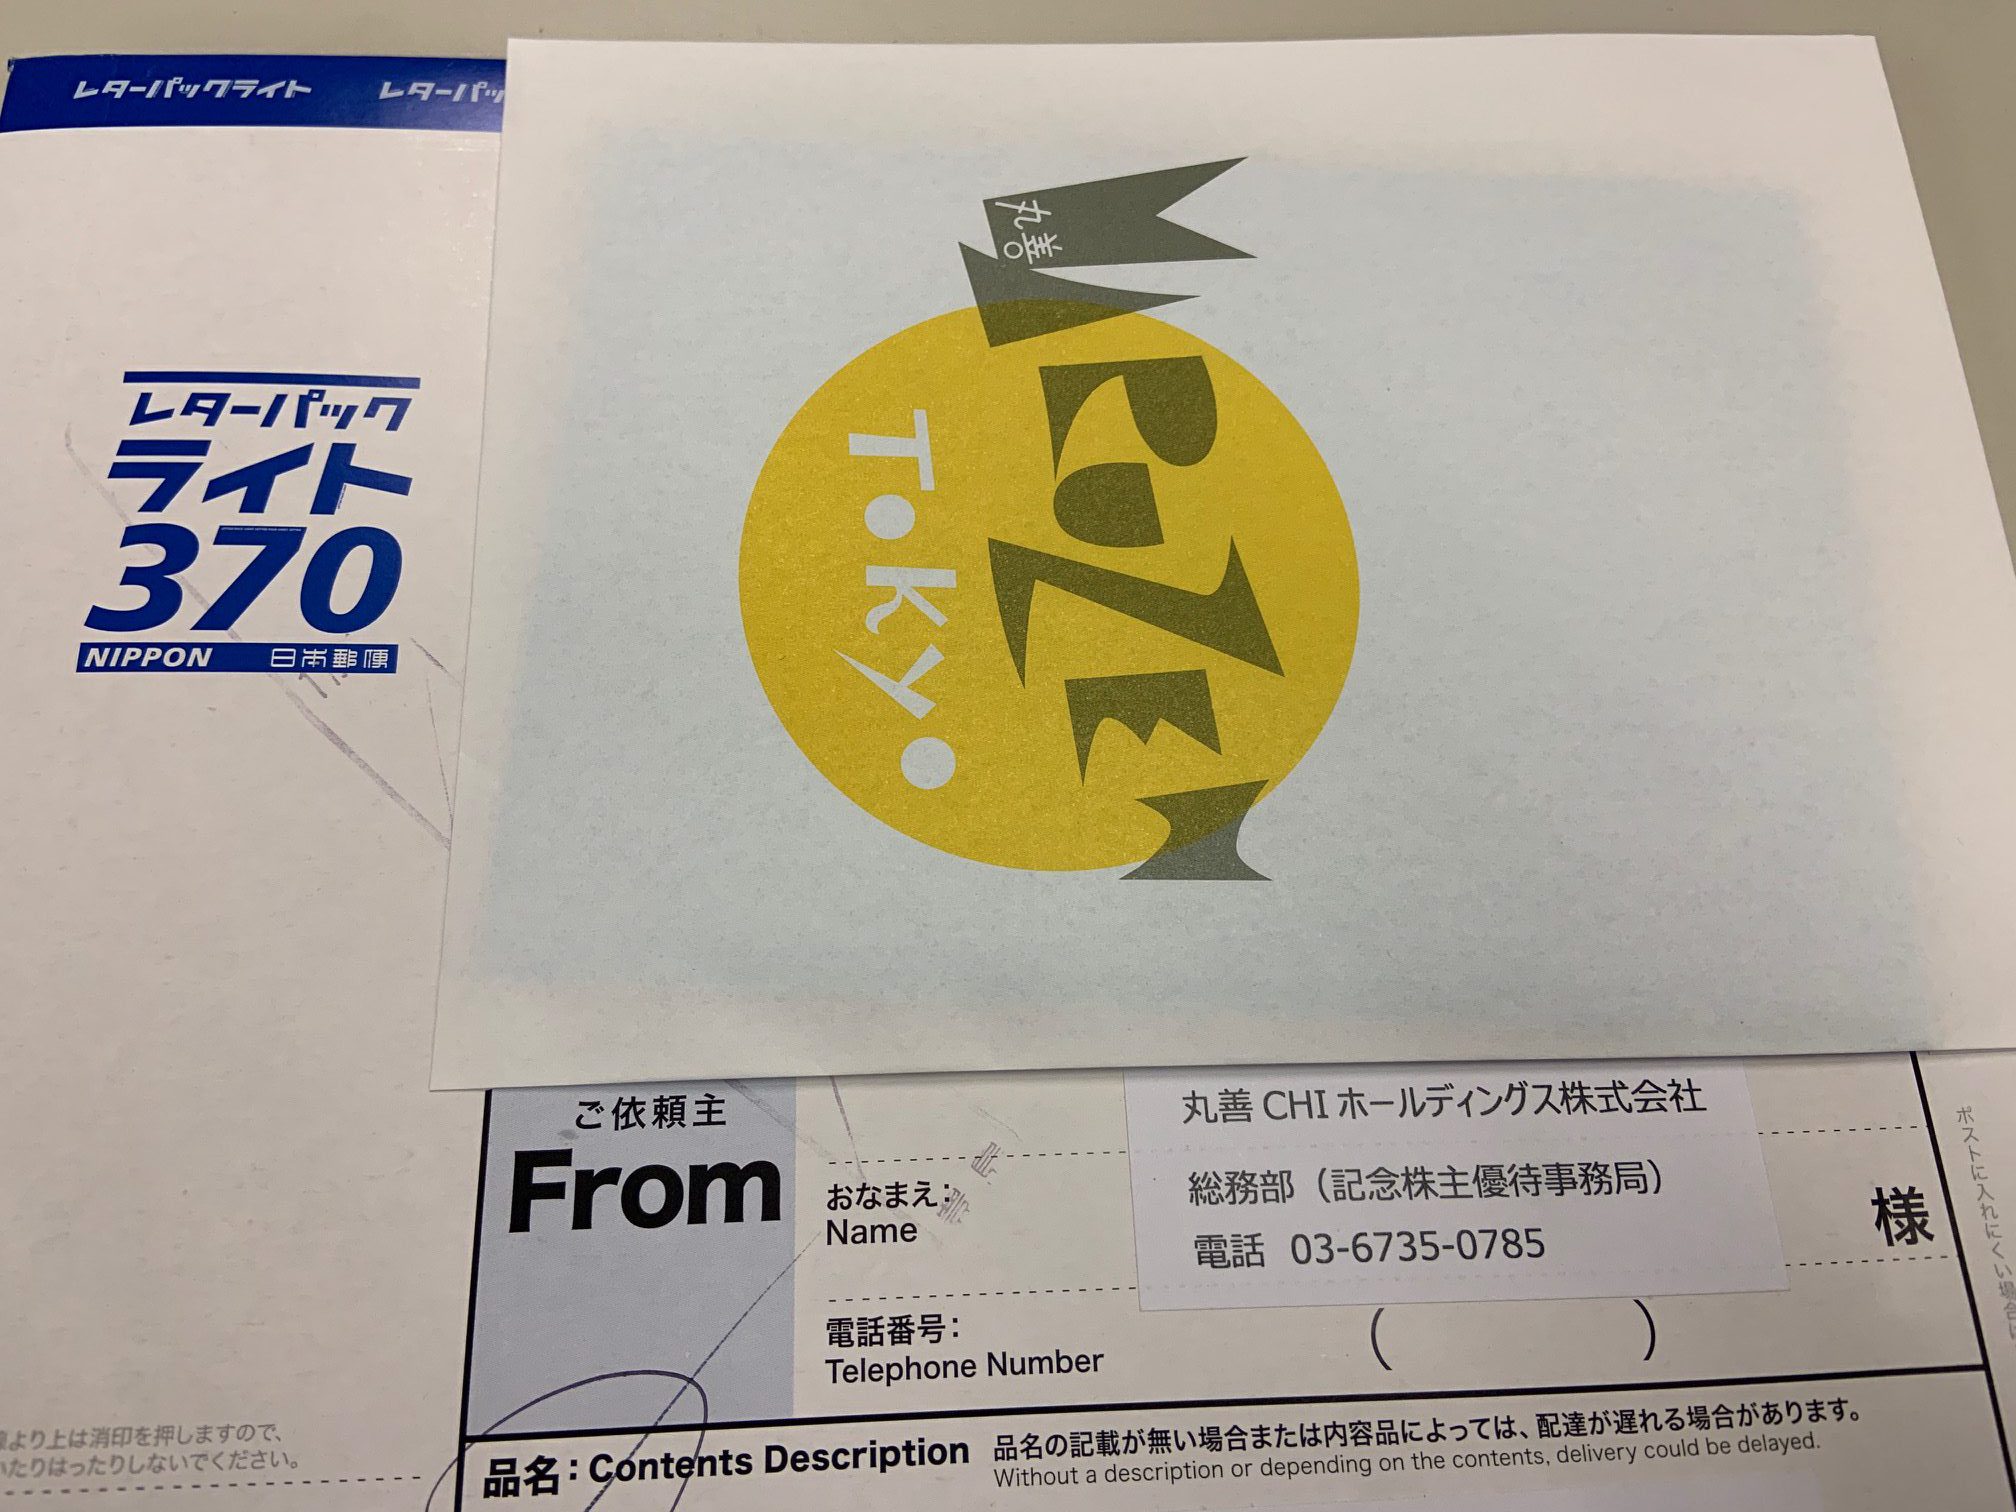 レターパックライト
レターパッ
レターパック
ライト
370
NIPPON 日本郵便
丸善
MARUZEN
TOKYO
ご依頼主
From
おなまえ:
Name
丸善 CHI ホールディングス株式会社
総務部（記念株主優待事務局）
電話 03-6735-0785
様
電話番号:
Telephone Number
( )
品名: Contents Description
品名の記載が無い場合または内容品によっては、配達が遅れる場合があります。
Without a description or depending on the contents, delivery could be delayed.
より上は消印を押しますので、
たりはったりしないでください。
ポストに入れにくい場合は